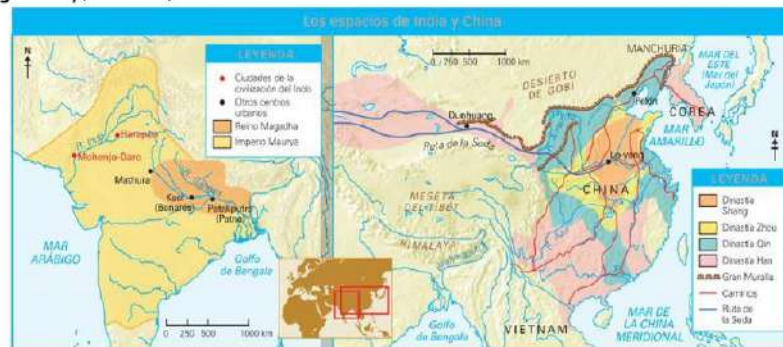 Los espacios de India y China
N
LEYENDA
Ciudades de la
civilización del Indo
Otros centros
urbanos
Reino Magadha
Imperio Maurya
Harappa
Mohenjo-Daro
Mathura
Kasi
(Benarés)
Pataliputra
(Patna)
MAR
ARÁBIGO
Golfo
de Bengala
0 250 500 1000 km
0 250 500 1000 km
MANCHURIA
MAR DEL
ESTE (Mar del
Japón)
DESIERTO
DE GOBI
Pekín
COREA
Dunhuang
Ruta de la Seda
MAR
AMARILLO
N
Lo-yang
CHINA
MESETA
DEL TÍBET
HIMALAYA
Golfo
de Bengala
VIETNAM
MAR DE
LA CHINA
MERIDIONAL
LEYENDA
Dinastía
Shang
Dinastía Zhou
Dinastía Qin
Dinastía Han
Gran Muralla
Caminos
Ruta de
la Seda